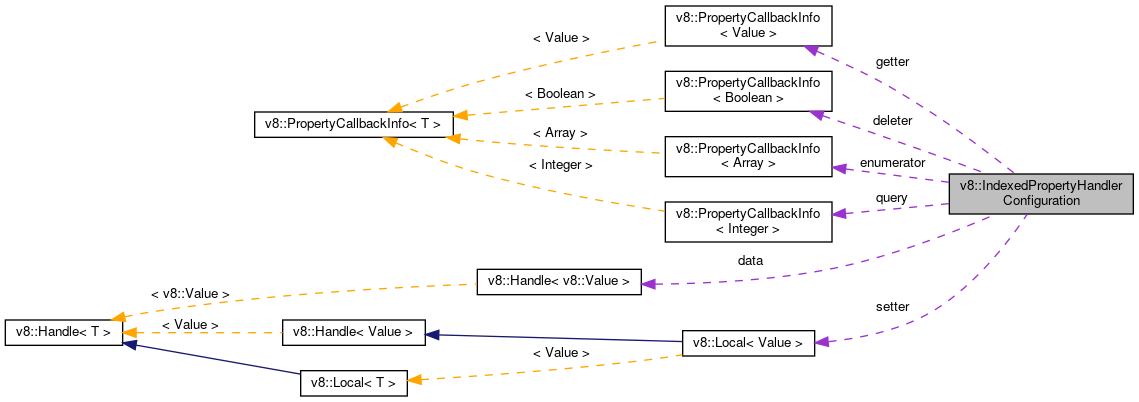 v8::PropertyCallbackInfo
< Value >
< Value >
getter
v8::PropertyCallbackInfo
< Boolean >
< Boolean >
deleter
v8::PropertyCallbackInfo< T >
< Array >
v8::PropertyCallbackInfo
< Array >
enumerator
< Integer >
v8::IndexedPropertyHandler
Configuration
query
v8::PropertyCallbackInfo
< Integer >
data
v8::Handle< v8::Value >
< v8::Value >
setter
v8::Handle< T >
< Value >
v8::Handle< Value >
v8::Local< Value >
< Value >
v8::Local< T >